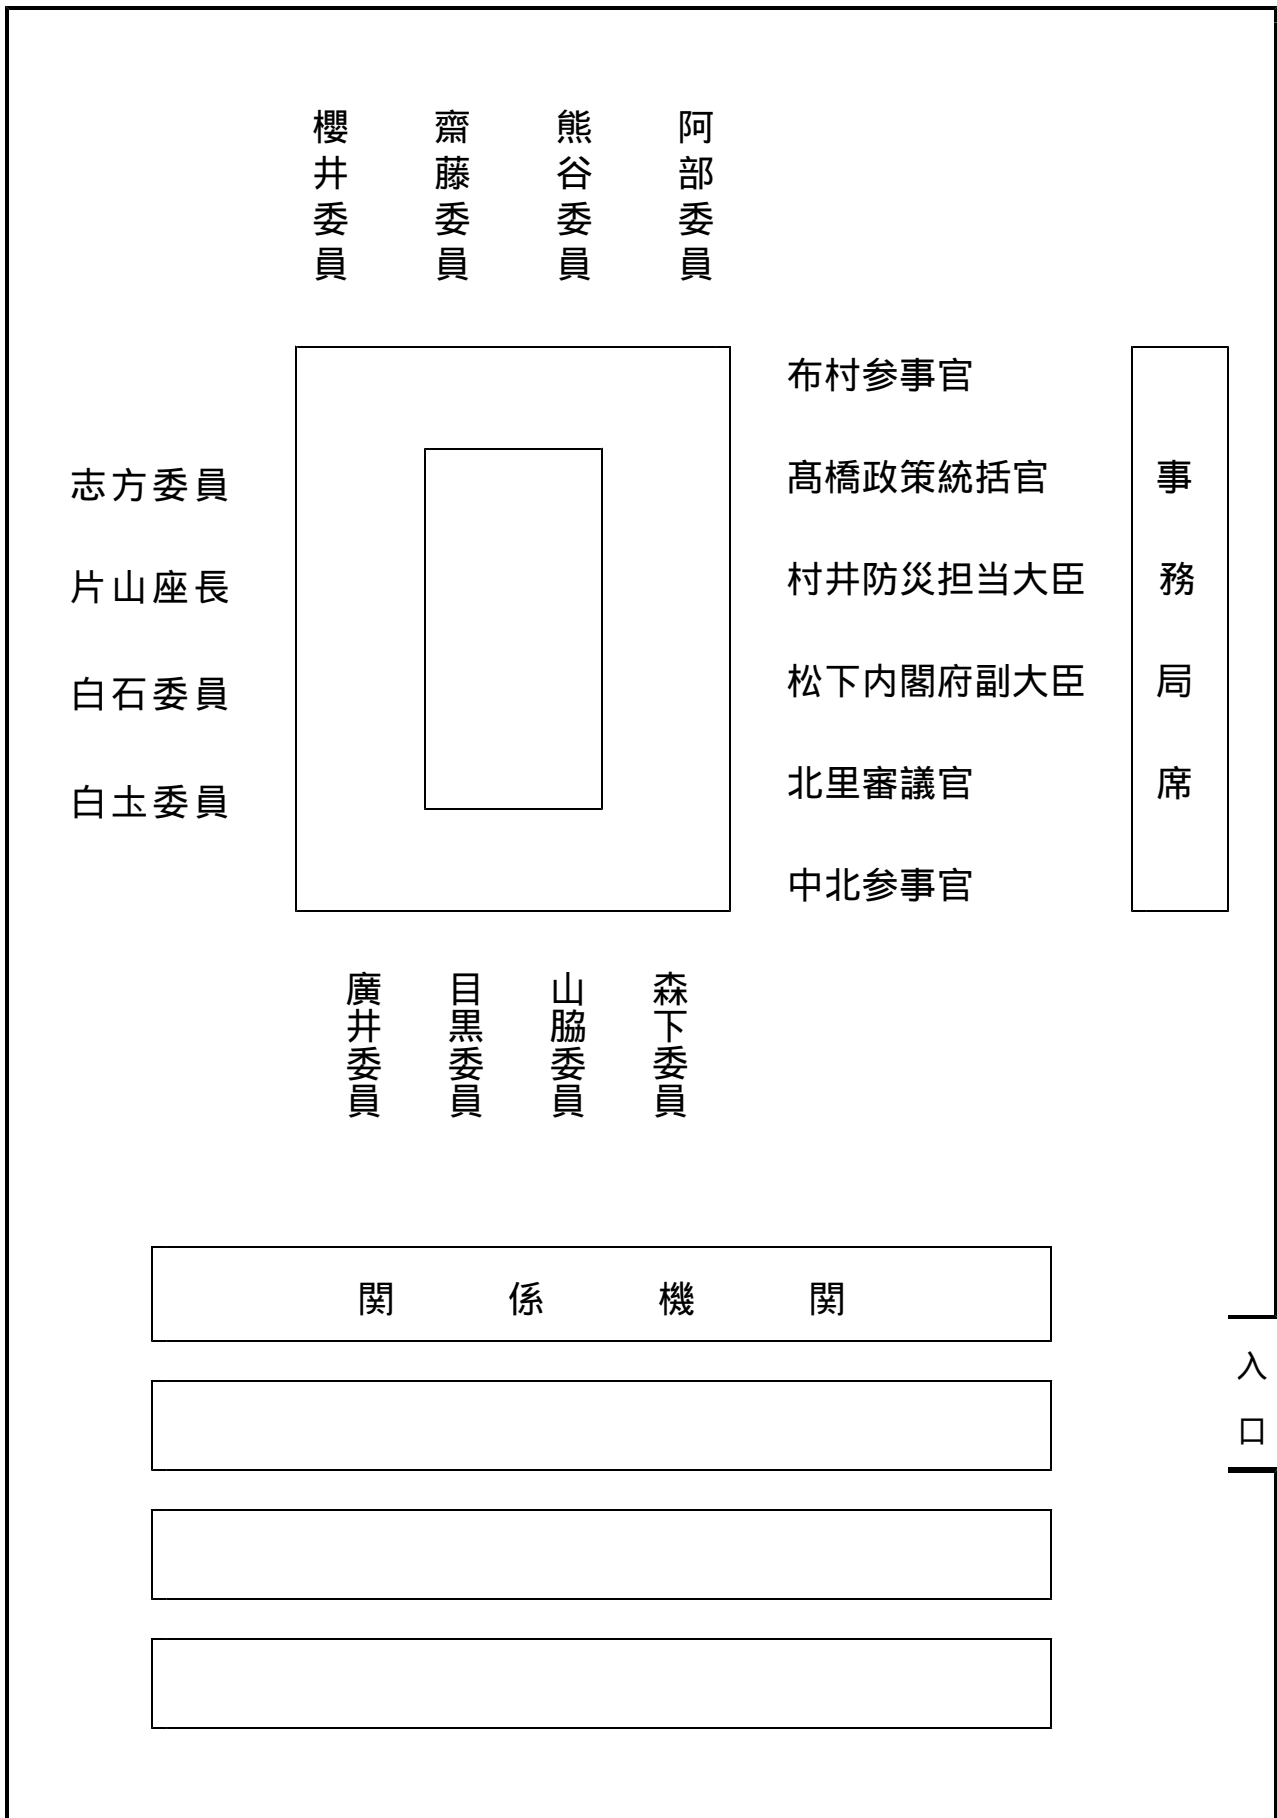 櫻井委員
齋藤委員
熊谷委員
阿部委員
布村参事官
髙橋政策統括官
村井防災担当大臣
松下内閣府副大臣
北里審議官
中北参事官
事務局席
志方委員
片山座長
白石委員
白圡委員
廣井委員
目黒委員
山脇委員
森下委員
関係機関
入口